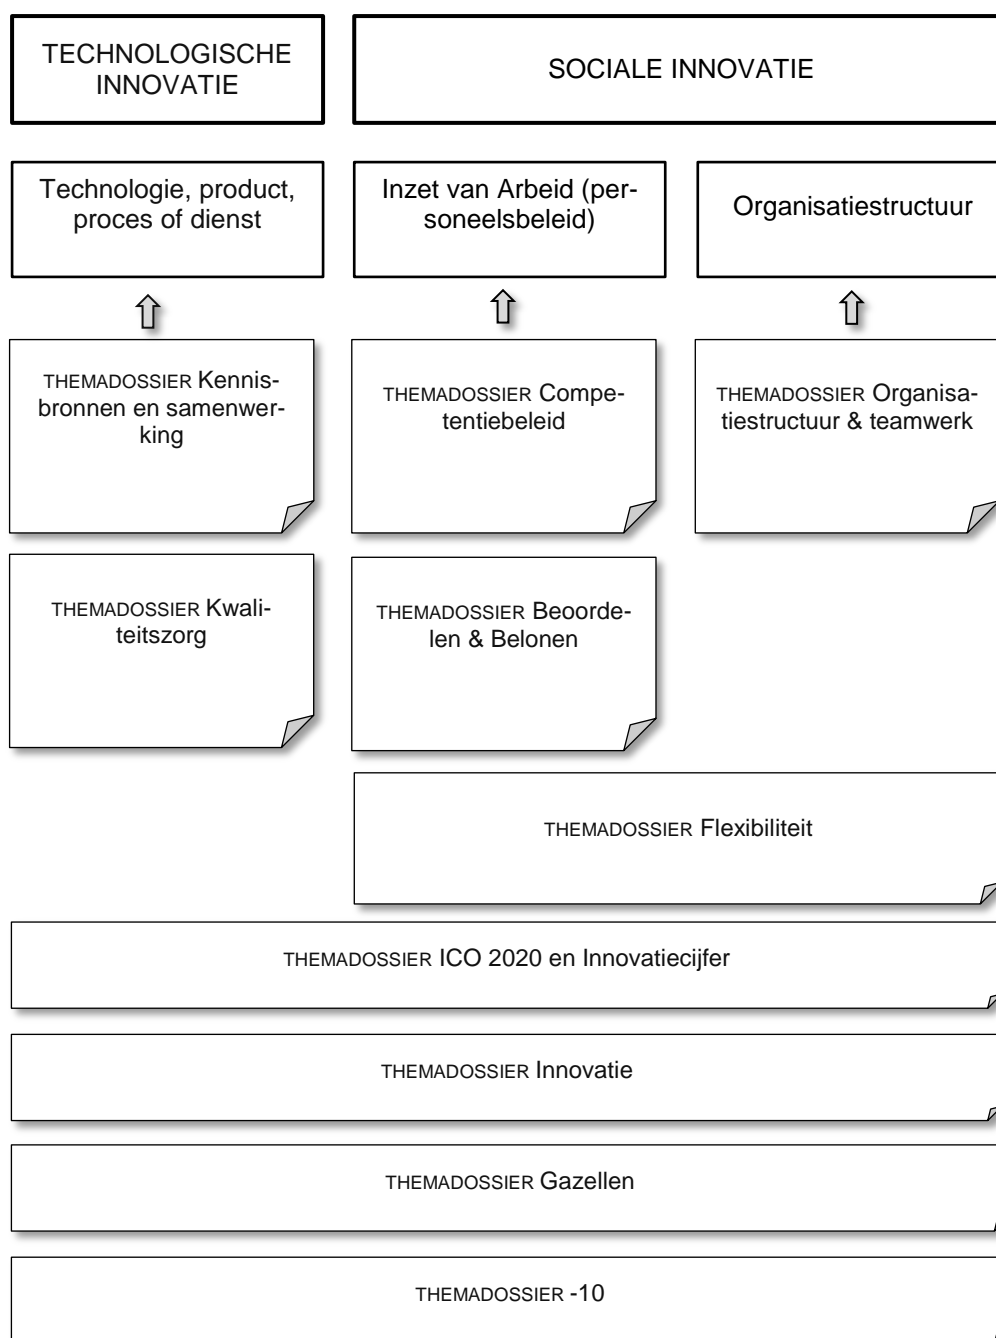 TECHNOLOGISCHE
INNOVATIE
SOCIALE INNOVATIE
Technologie, product,
proces of dienst
Inzet van Arbeid (per-
soneelsbeleid)
Organisatiestructuur
THEMADOSSIER Kennis-
bronnen en samenwer-
king
THEMADOSSIER Compe-
tentiebeleid
THEMADOSSIER Organisa-
tiestructuur & teamwerk
THEMADOSSIER Kwali-
teitszorg
THEMADOSSIER Beoorde-
len & Belonen
THEMADOSSIER Flexibiliteit
THEMADOSSIER ICO 2020 en Innovatiecijfer
THEMADOSSIER Innovatie
THEMADOSSIER Gazellen
THEMADOSSIER -10